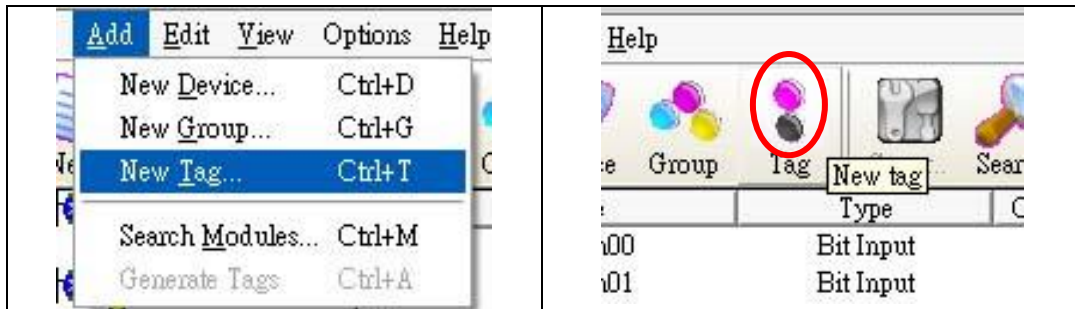 Add Edit View Options Help
New Device... Ctrl+D
New Group... Ctrl+G
New Tag... Ctrl+T
Search Modules... Ctrl+M
Generate Tags Ctrl+A
Help
Group Tag
New tag
Type
Bit Input
Bit Input